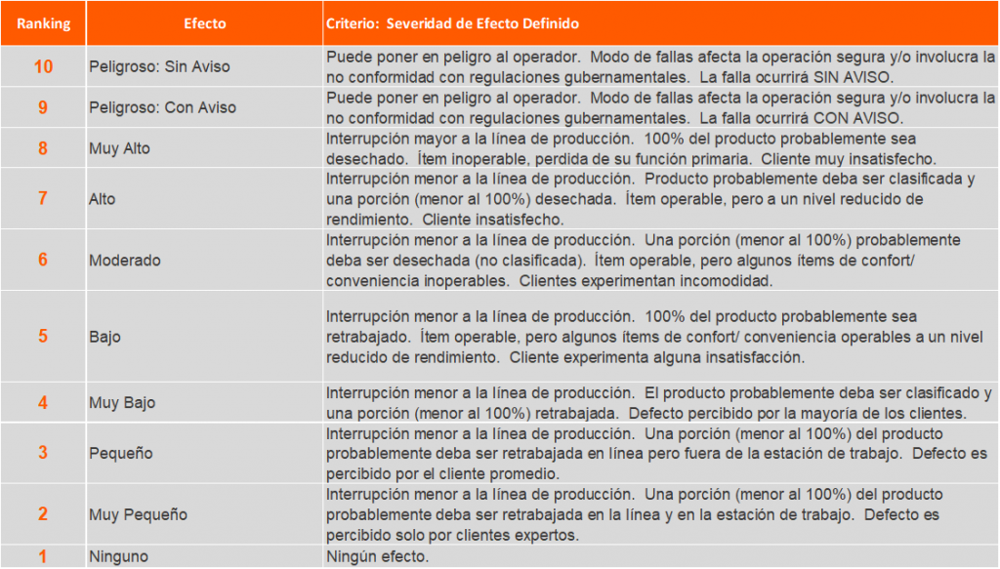 Ranking Efecto Criterio: Severidad de Efecto Definido
10 Peligroso: Sin Aviso Puede poner en peligro al operador. Modo de fallas afecta la operación segura y/o involucra la
no conformidad con regulaciones gubernamentales. La falla ocurrirá SIN AVISO.
9 Peligroso: Con Aviso Puede poner en peligro al operador. Modo de fallas afecta la operación segura y/o involucra la
no conformidad con regulaciones gubernamentales. La falla ocurrirá CON AVISO.
8 Muy Alto Interrupción mayor a la línea de producción. 100% del producto probablemente sea
desechado. Ítem inoperable, perdida de su función primaria. Cliente muy insatisfecho.
7 Alto Interrupción menor a la línea de producción. Producto probablemente deba ser clasificada y
una porción (menor al 100%) desechada. Ítem operable, pero a un nivel reducido de
rendimiento. Cliente insatisfecho.
6 Moderado Interrupción menor a la línea de producción. Una porción (menor al 100%) probablemente
deba ser desechada (no clasificada). Ítem operable, pero algunos ítems de confort/
conveniencia inoperables. Clientes experimentan incomodidad.
5 Bajo Interrupción menor a la línea de producción. 100% del producto probablemente sea
retrabajado. Ítem operable, pero algunos ítems de confort/ conveniencia operables a un nivel
reducido de rendimiento. Cliente experimenta alguna insatisfacción.
4 Muy Bajo Interrupción menor a la línea de producción. El producto probablemente deba ser clasificado y
una porción (menor al 100%) retrabajada. Defecto percibido por la mayoría de los clientes.
3 Pequeño Interrupción menor a la línea de producción. Una porción (menor al 100%) del producto
probablemente deba ser retrabajada en línea pero fuera de la estación de trabajo. Defecto es
percibido por el cliente promedio.
2 Muy Pequeño Interrupción menor a la línea de producción. Una porción (menor al 100%) del producto
probablemente deba ser retrabajada en la línea y en la estación de trabajo. Defecto es
percibido solo por clientes expertos.
1 Ninguno Ningún efecto.